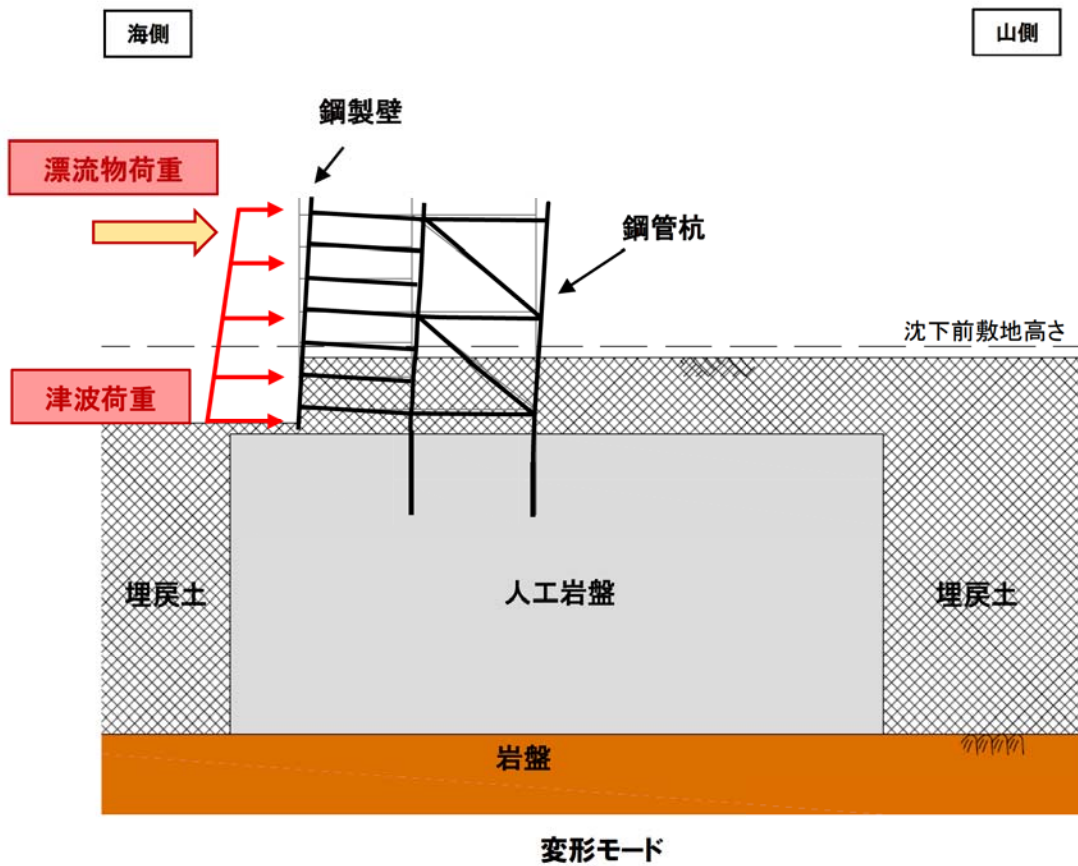 海側
山側
鋼製壁
漂流物荷重
鋼管杭
沈下前敷地高さ
津波荷重
埋戻土
人工岩盤
埋戻土
岩盤
変形モード